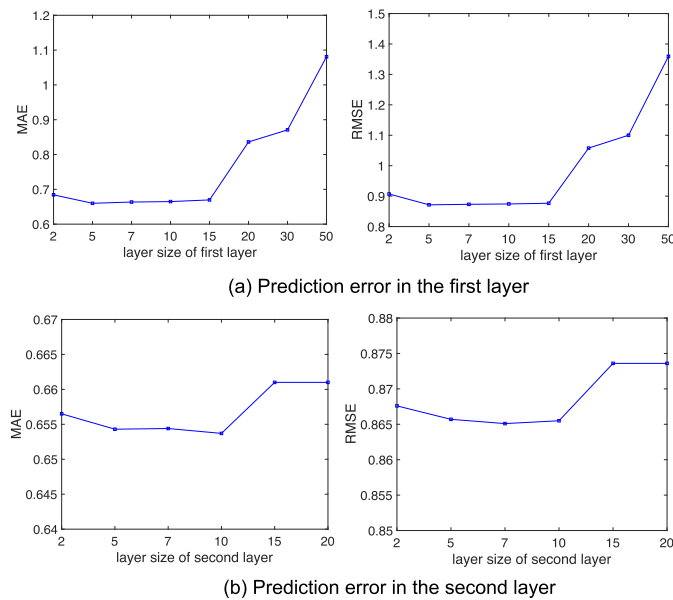 1.2
1.1
1
0.9
0.8
0.7
0.6
MAE
2 5 7 10 15 20 30 50
layer size of first layer
1.5
1.4
1.3
1.2
1.1
1
0.9
0.8
RMSE
2 5 7 10 15 20 30 50
layer size of first layer
(a) Prediction error in the first layer
0.67
0.665
0.66
0.655
0.65
0.645
0.64
MAE
2 5 7 10 15 20
layer size of second layer
0.88
0.875
0.87
0.865
0.86
0.855
0.85
RMSE
2 5 7 10 15 20
layer size of second layer
(b) Prediction error in the second layer